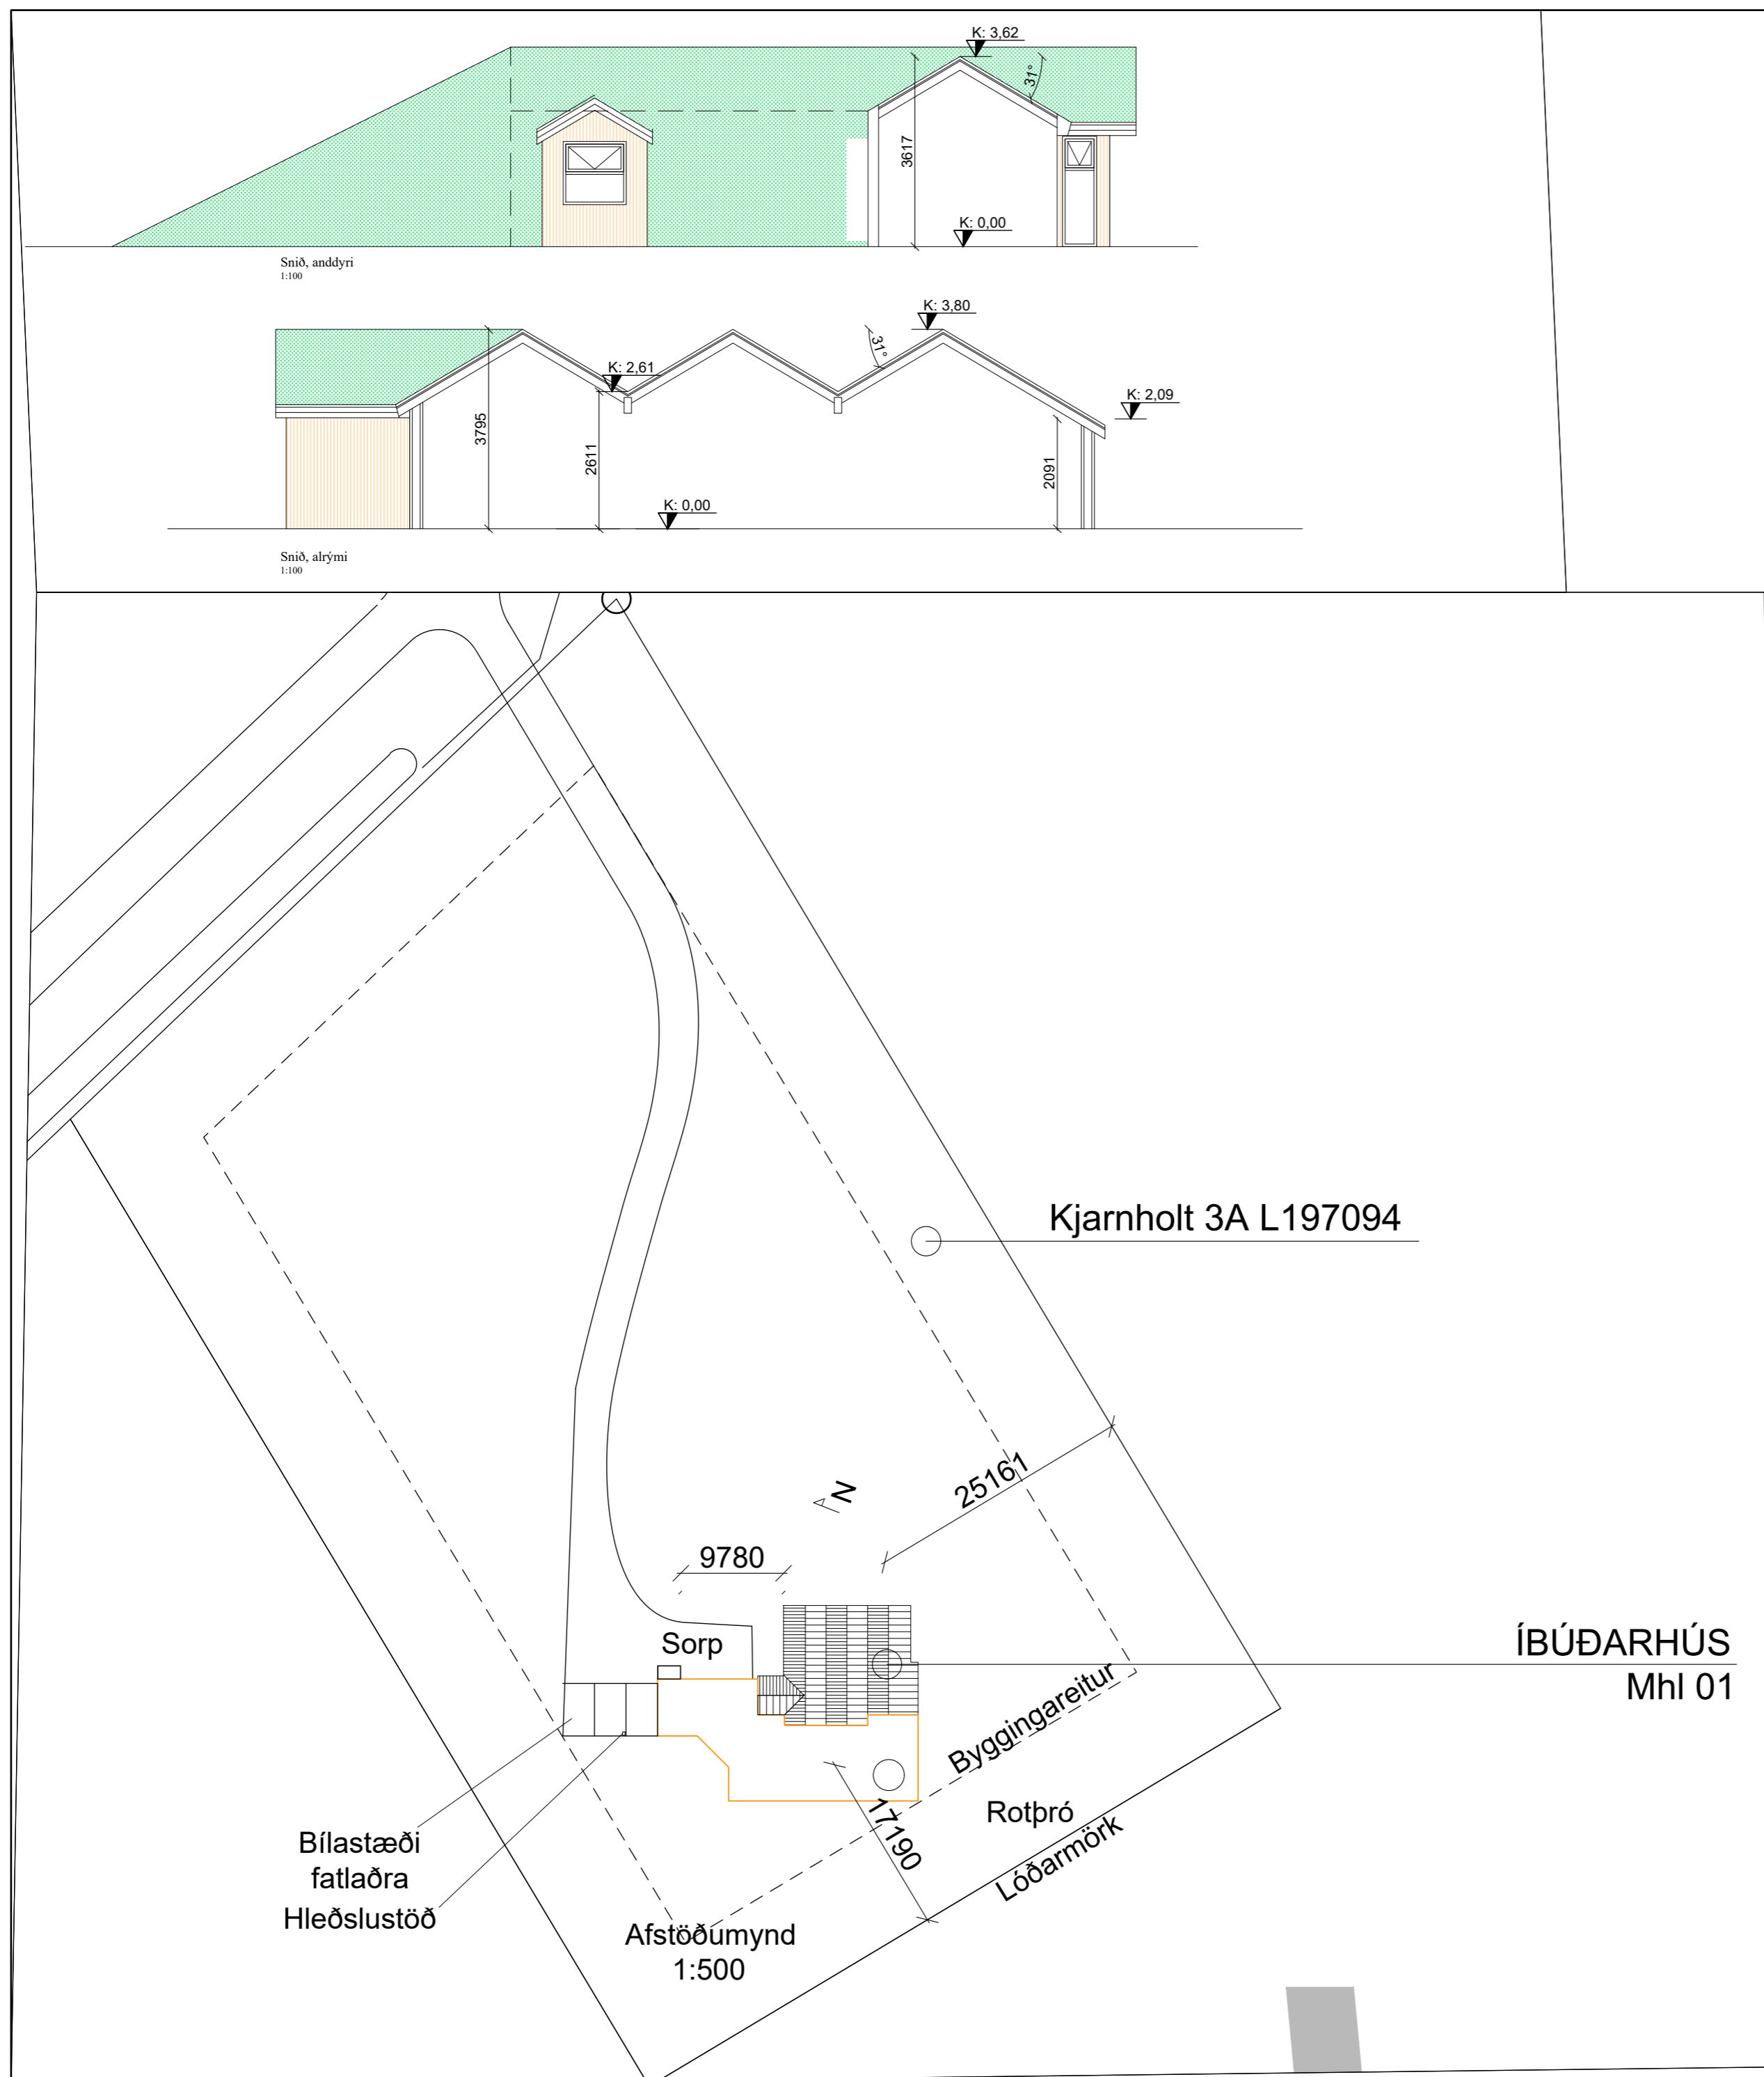 K: 3,62
31°
3617
K: 0,00
Snið, anddyri
1:100
K: 3,80
31°
K: 2,61
K: 2,09
3795
2611
2091
K: 0,00
Snið, alrými
1:100
Kjarnholt 3A L197094
25161
N
9780
Sorp
ÍBÚÐARHÚS
Mhl 01
Byggingareitur
Rotþró
17190
Lóðarmörk
Bílastæði
fatlaðra
Hleðslustöð
Afstöðumynd
1:500